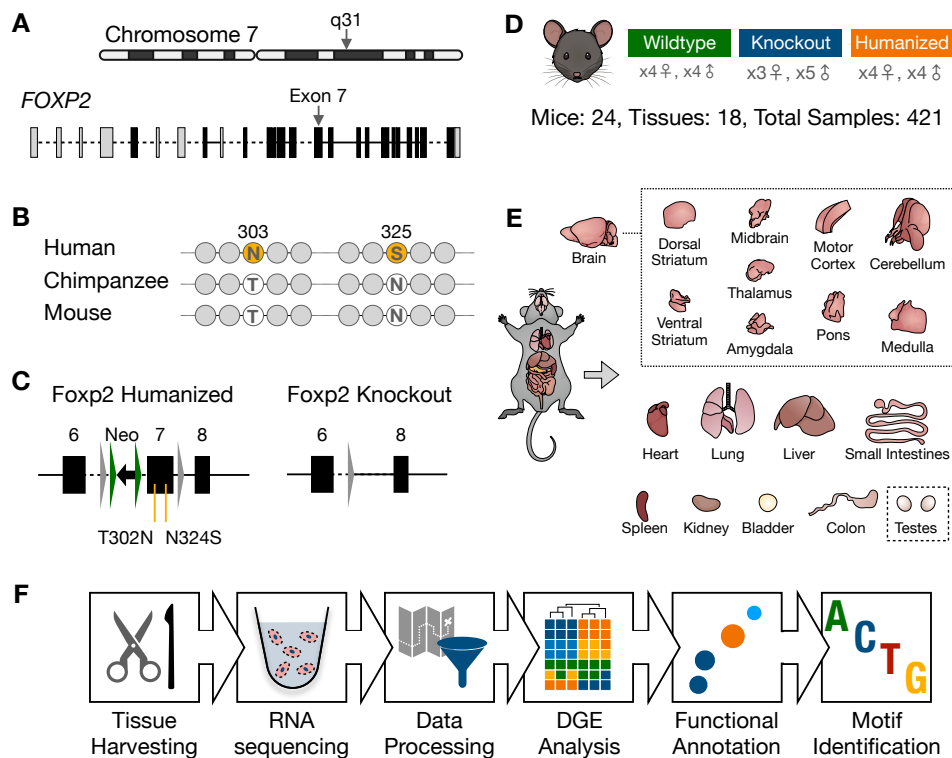 A
q31
Chromosome 7
FOXP2
Exon 7
B
303
325
Human
N
S
Chimpanzee
T
N
Mouse
T
N
C
Foxp2 Humanized
6
Neo
7
8
T302N
N324S
Foxp2 Knockout
6
8
D
Wildtype
Knockout
Humanized
x4♀, x4♂
x3♀, x5♂
x4♀, x4♂
Mice: 24, Tissues: 18, Total Samples: 421
E
Brain
Dorsal
Striatum
Midbrain
Motor
Cortex
Cerebellum
Thalamus
Ventral
Striatum
Amygdala
Pons
Medulla
Heart
Lung
Liver
Small Intestines
Spleen
Kidney
Bladder
Colon
Testes
F
Tissue
Harvesting
RNA
sequencing
Data
Processing
DGE
Analysis
Functional
Annotation
A
C
T
G
Motif
Identification